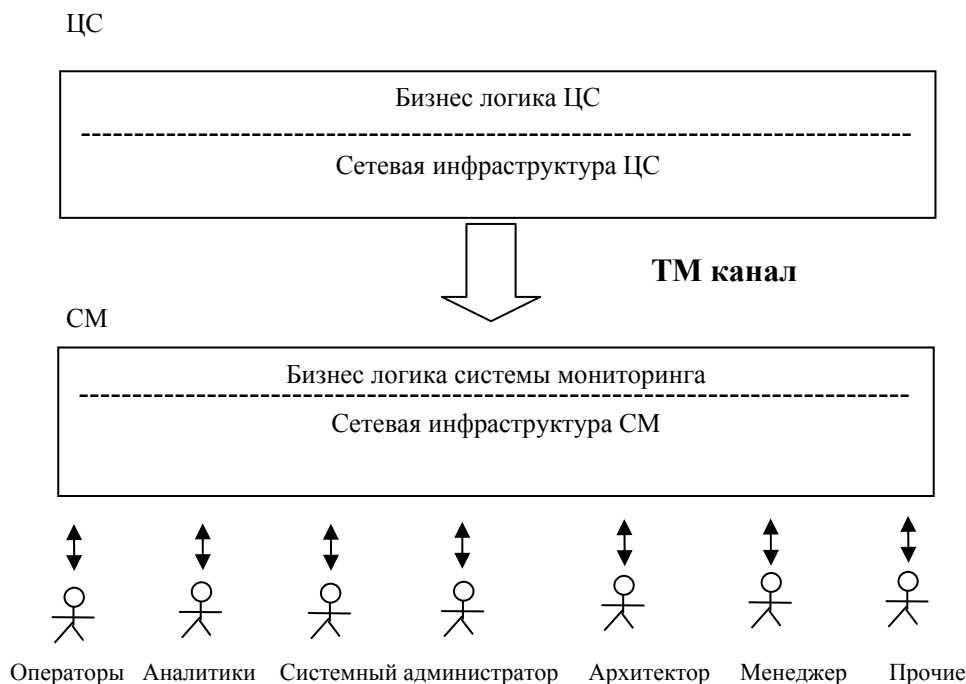 ЦС
Бизнес логика ЦС
Сетевая инфраструктура ЦС
ТМ канал
СМ
Бизнес логика системы мониторинга
Сетевая инфраструктура СМ
Операторы Аналитики Системный администратор Архитектор Менеджер Прочие